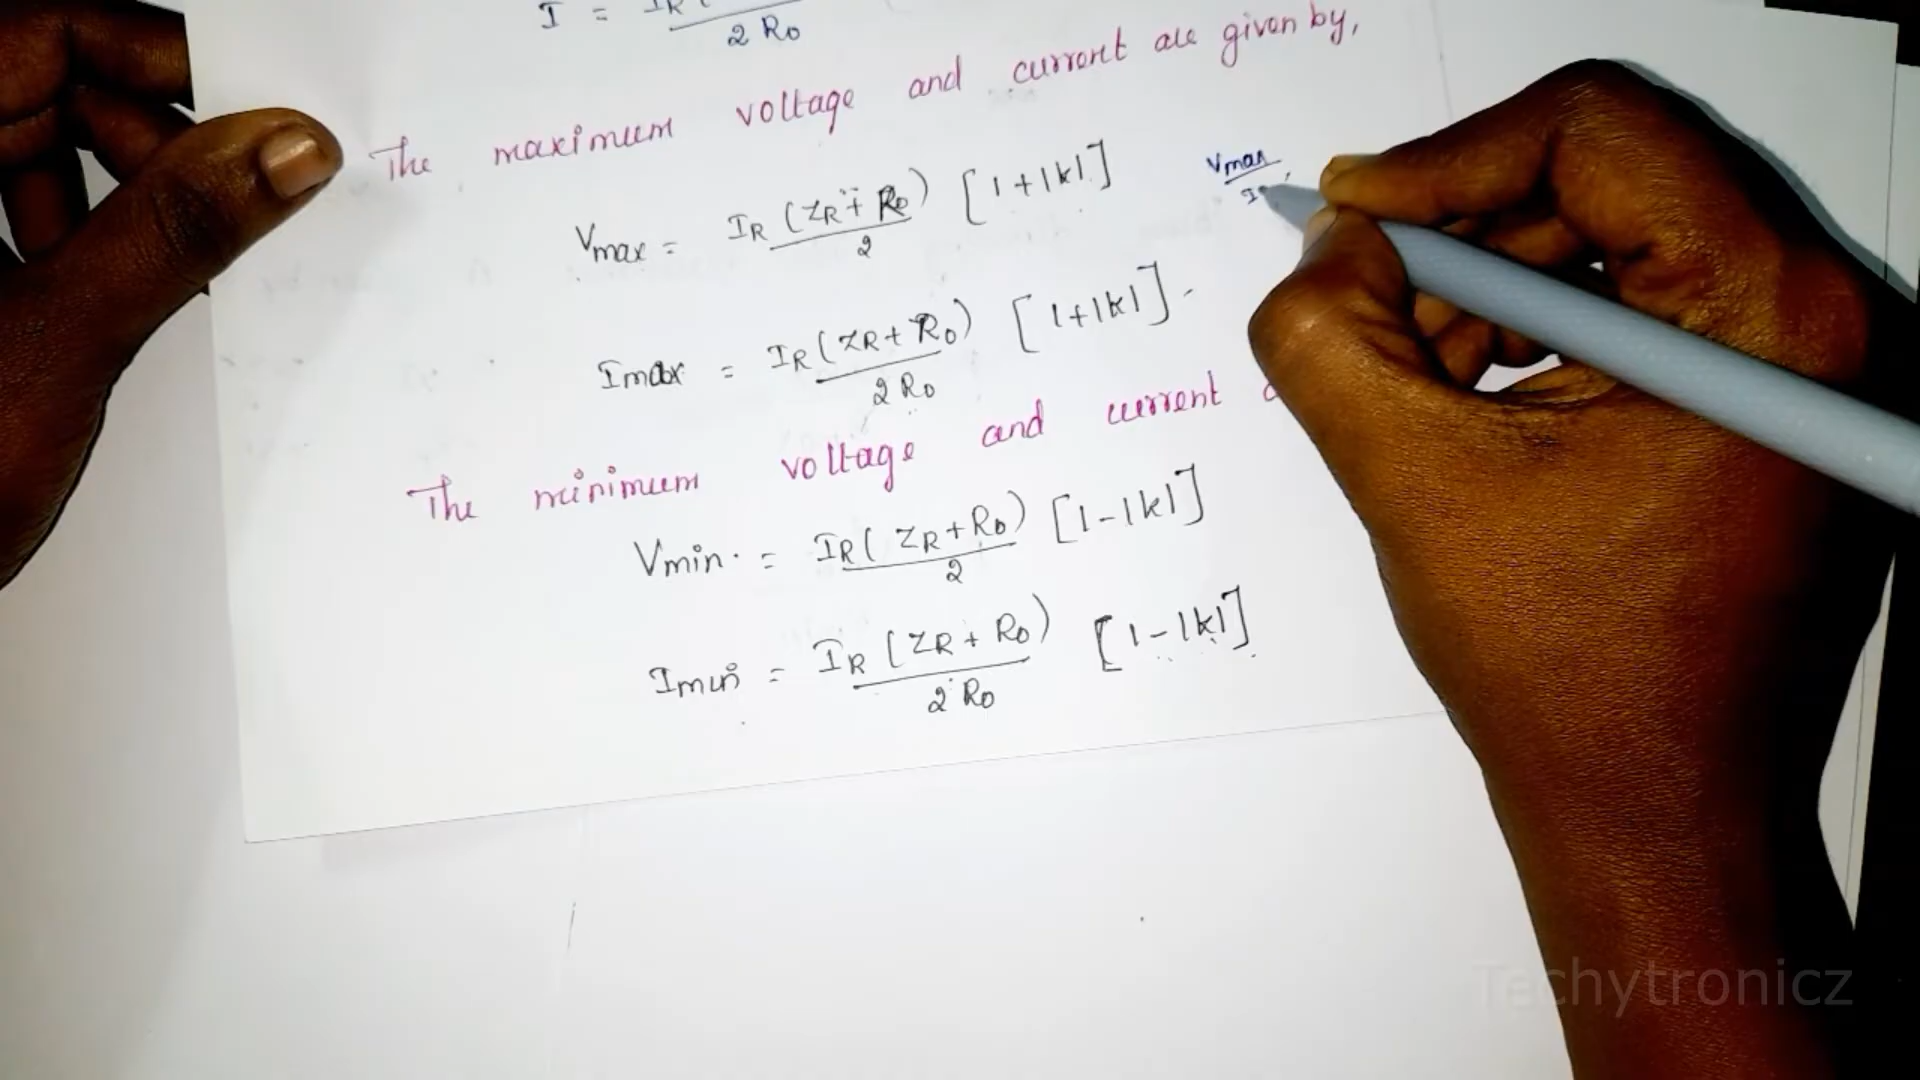 I = IR
2 R0
The maximum voltage and current are given by,
Vmax = IR (ZR + R0) / 2 [1+|k|]
Vmax
I
Imax = IR (ZR + R0) / 2 R0 [1+|k|]
The minimum voltage and current
Vmin = IR (ZR + R0) / 2 [1-|k|]
Imin = IR (ZR + R0) / 2 R0 [1-|k|]
Techytronicz